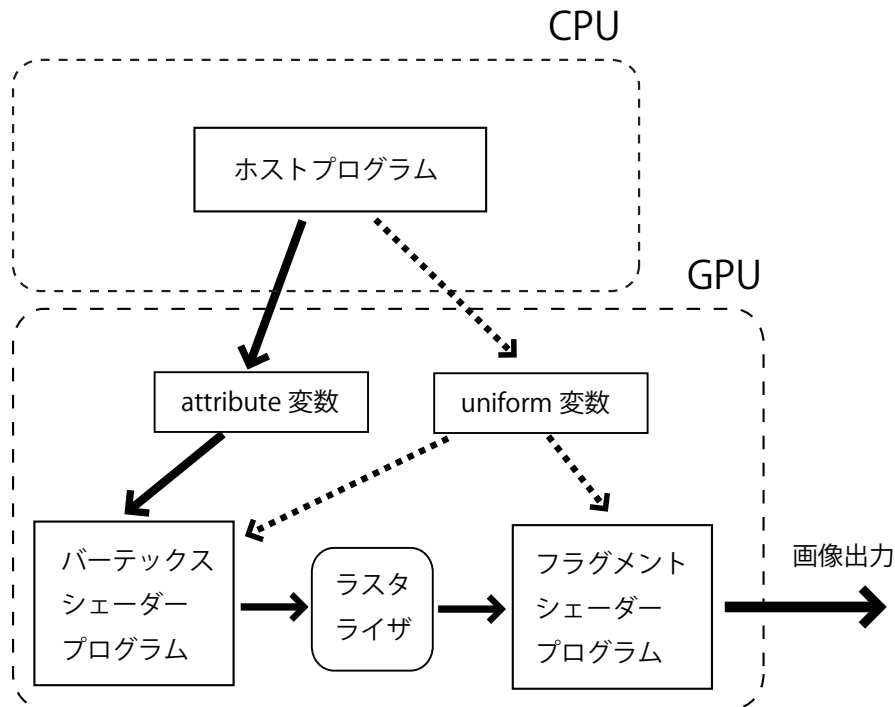 CPU
ホストプログラム
GPU
attribute 変数
uniform 変数
バーテックス
シェーダー
プログラム
ラスタ
ライザ
フラグメント
シェーダー
プログラム
画像出力